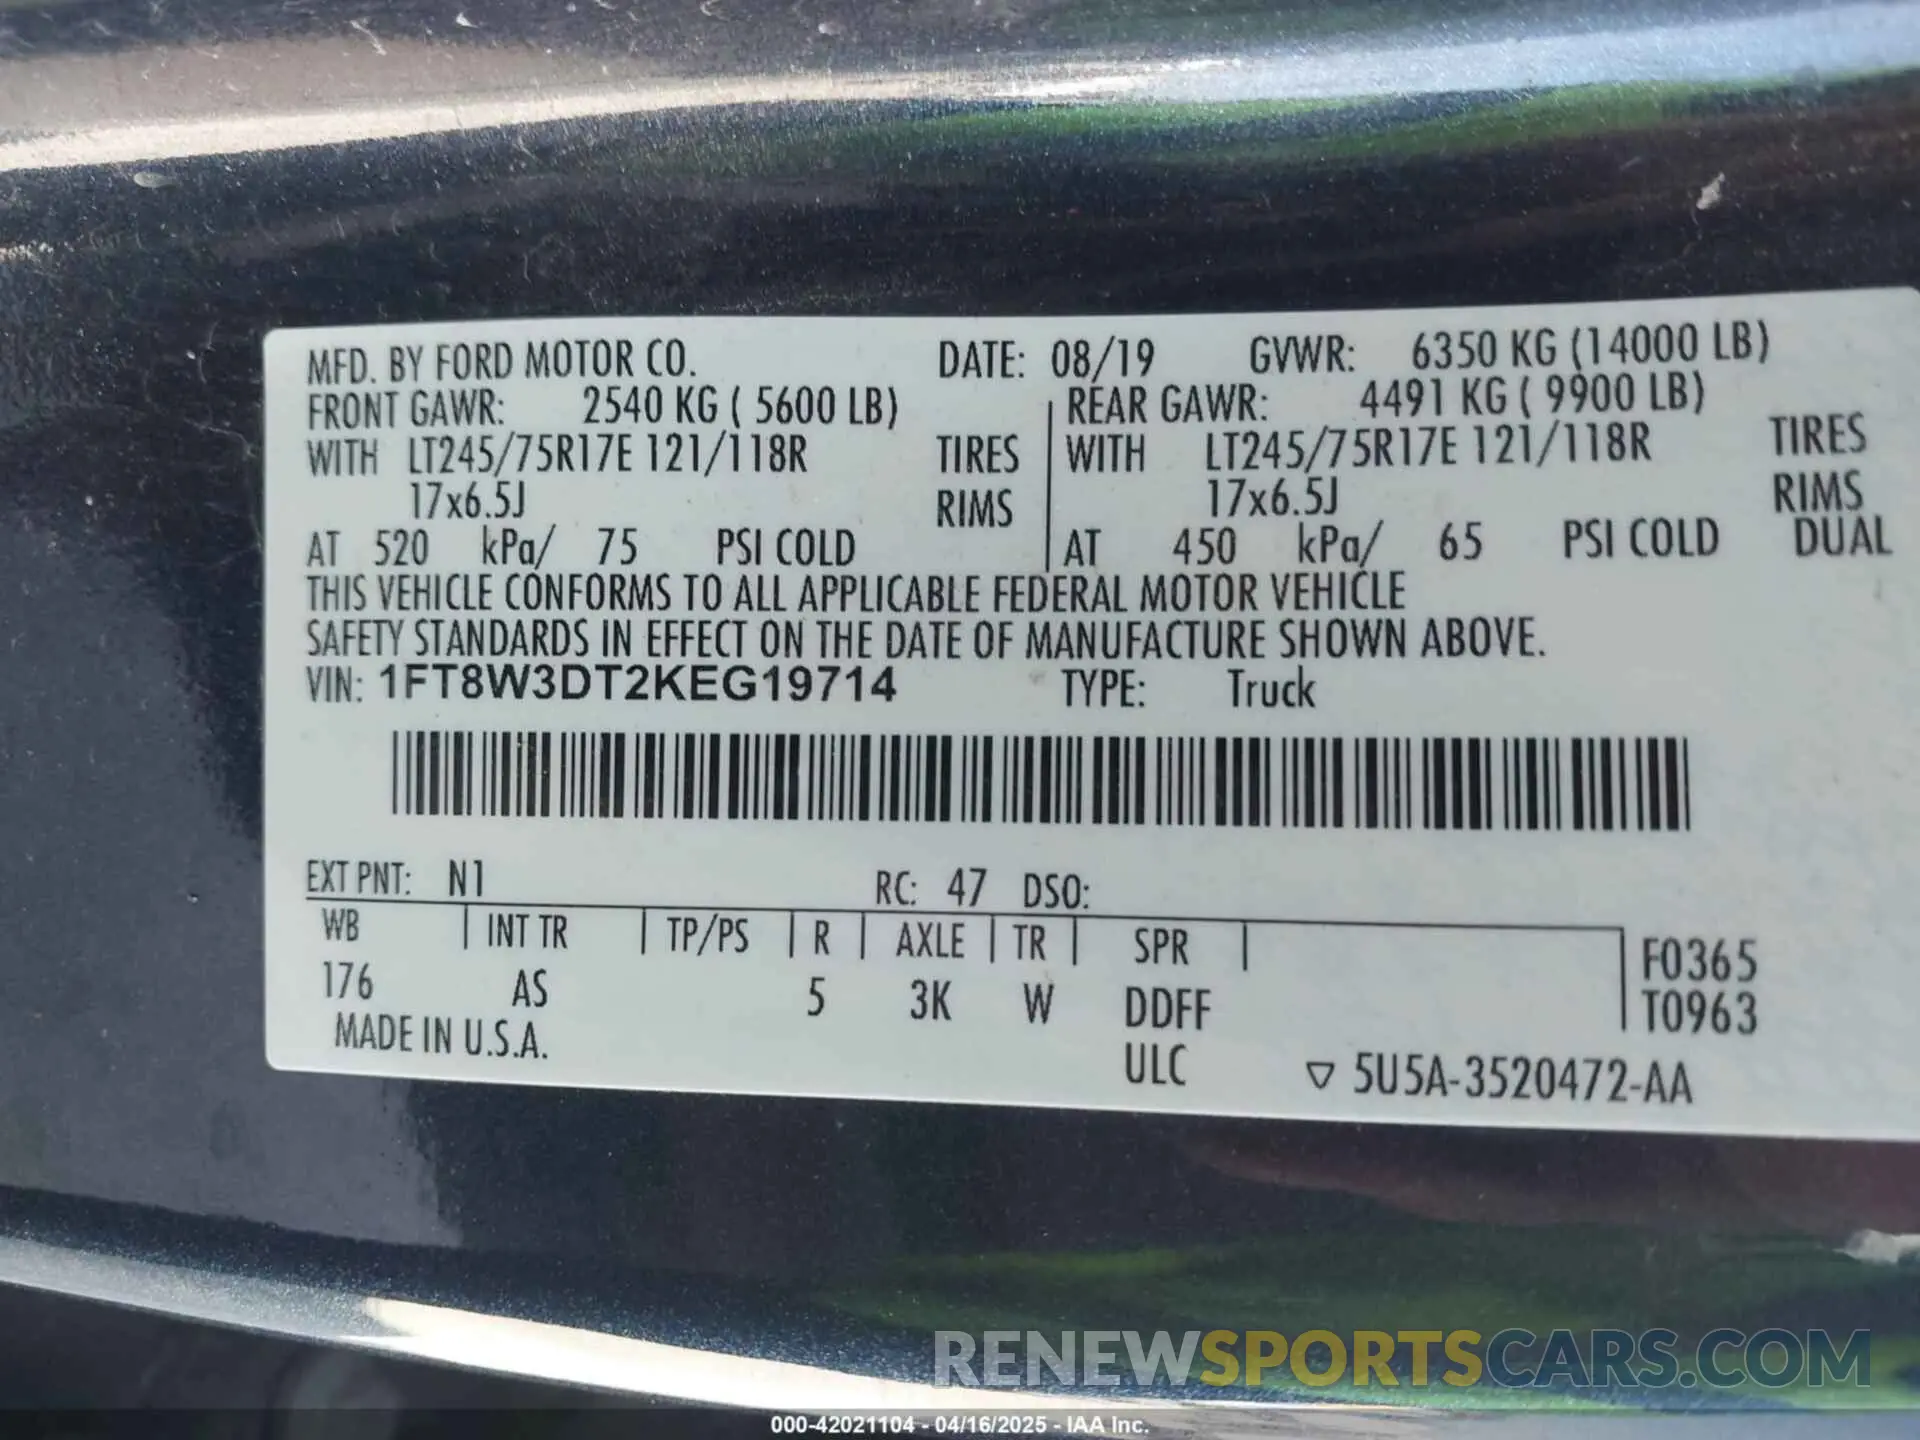 MFD. BY FORD MOTOR CO. DATE: 08/19 GVWR: 6350 KG (14000 LB)
FRONT GAWR: 2540 KG ( 5600 LB) REAR GAWR: 4491 KG ( 9900 LB)
WITH LT245/75R17E 121/118R TIRES WITH LT245/75R17E 121/118R TIRES
17x6.5J RIMS 17x6.5J RIMS
AT 520 kPa/ 75 PSI COLD AT 450 kPa/ 65 PSI COLD DUAL
THIS VEHICLE CONFORMS TO ALL APPLICABLE FEDERAL MOTOR VEHICLE
SAFETY STANDARDS IN EFFECT ON THE DATE OF MANUFACTURE SHOWN ABOVE.
VIN: 1FT8W3DT2KEG19714 TYPE: Truck
EXT PNT: N1 RC: 47 DSO:
WB INT TR TP/PS R AXLE TR SPR F0365
176 AS 5 3K W DDFF T0963
MADE IN U.S.A. ULC ▽ 5U5A-3520472-AA
RENEWSPORTSCARS.COM
000-42021104 - 04/16/2025 - IAA Inc.